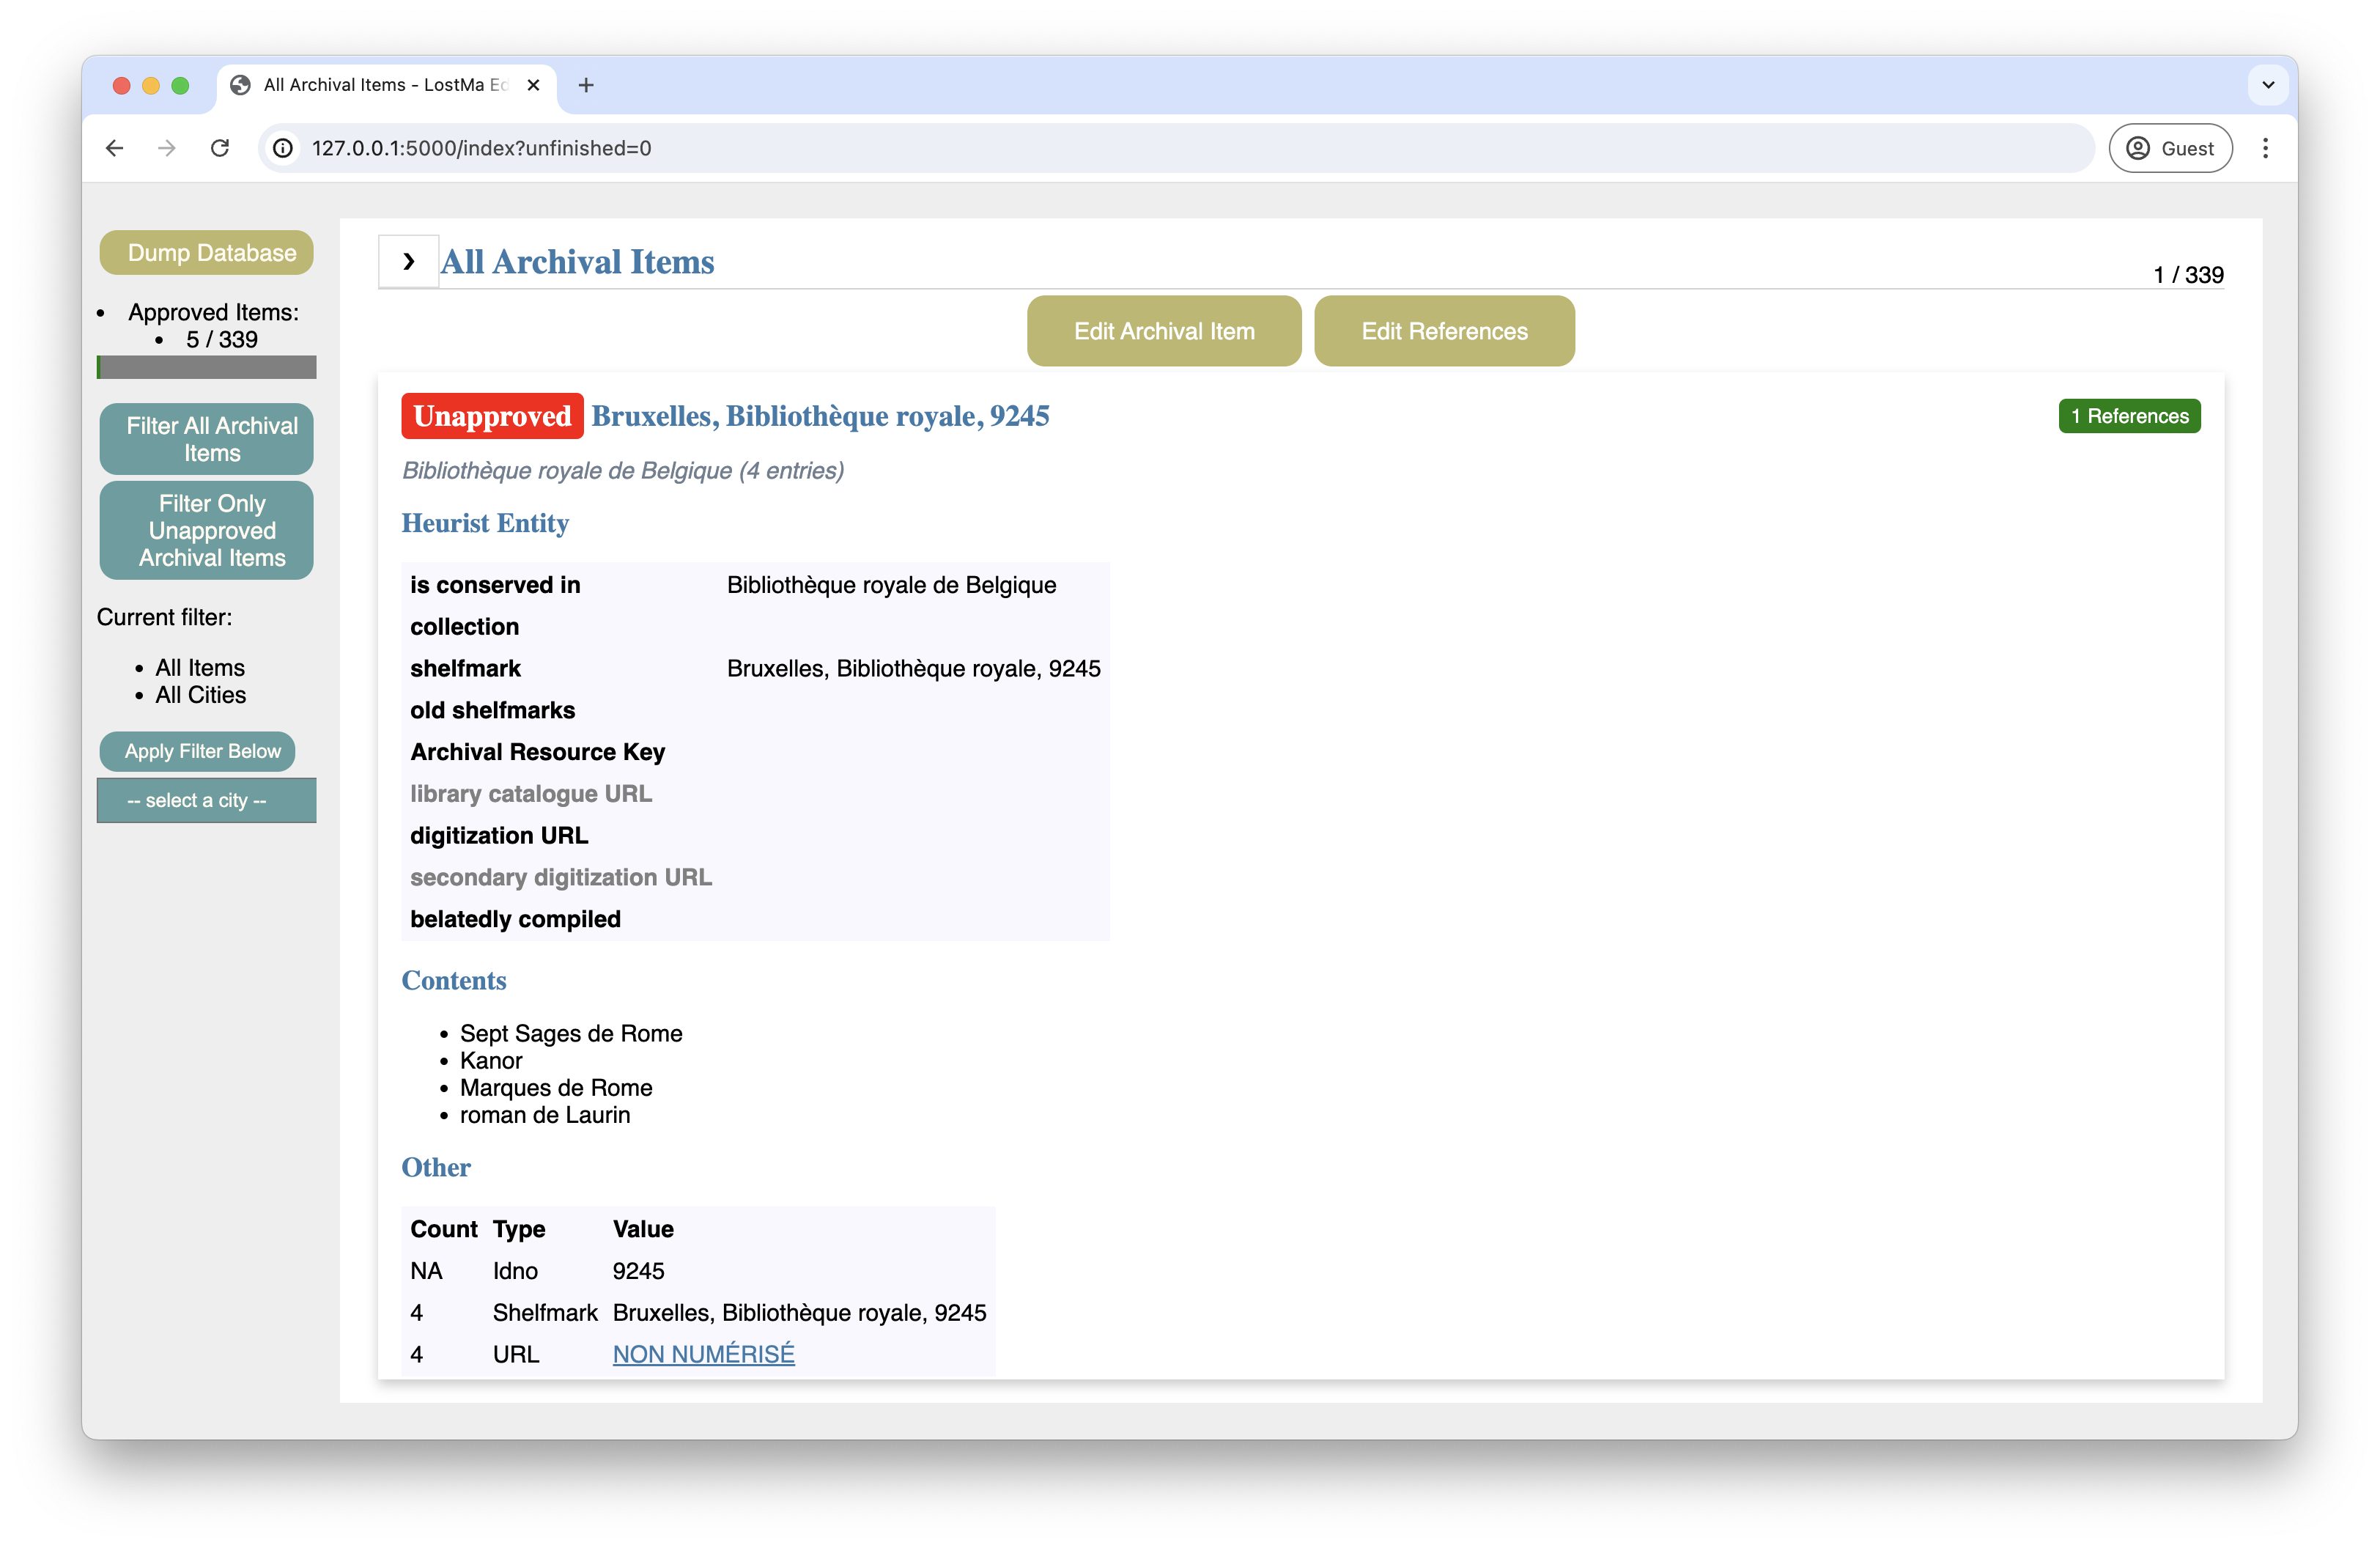 All Archival Items - LostMa Ed
127.0.0.1:5000/index?unfinished=0
Guest
Dump Database
Approved Items:
5 / 339
Filter All Archival
Items
Filter Only
Unapproved
Archival Items
Current filter:
All Items
All Cities
Apply Filter Below
-- select a city --
All Archival Items
1 / 339
Edit Archival Item
Edit References
Unapproved Bruxelles, Bibliothèque royale, 9245
1 References
Bibliothèque royale de Belgique (4 entries)
Heurist Entity
is conserved in Bibliothèque royale de Belgique
collection
shelfmark Bruxelles, Bibliothèque royale, 9245
old shelfmarks
Archival Resource Key
library catalogue URL
digitization URL
secondary digitization URL
belatedly compiled
Contents
Sept Sages de Rome
Kanor
Marques de Rome
roman de Laurin
Other
Count Type Value
NA Idno 9245
4 Shelfmark Bruxelles, Bibliothèque royale, 9245
4 URL NON NUMÉRISÉ